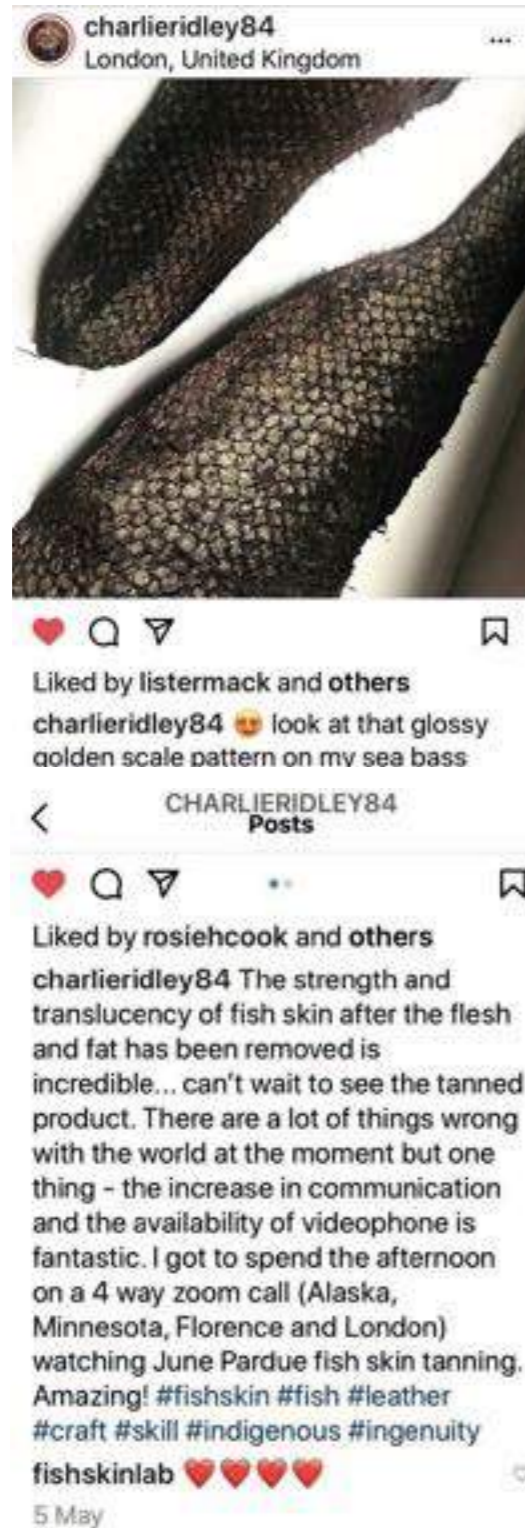 charlieridley84
London, United Kingdom
Liked by listermack and others
charlieridley84 😍 look at that glossy
golden scale pattern on my sea bass
CHARLIERIDLEY84
Posts
Liked by rosiehcook and others
charlieridley84 The strength and
translucency of fish skin after the flesh
and fat has been removed is
incredible... can't wait to see the tanned
product. There are a lot of things wrong
with the world at the moment but one
thing - the increase in communication
and the availability of videophone is
fantastic. I got to spend the afternoon
on a 4 way zoom call (Alaska,
Minnesota, Florence and London)
watching June Pardue fish skin tanning.
Amazing! #fishskin #fish #leather
#craft #skill #indigenous #ingenuity
fishskinlab ❤️❤️❤️❤️
5 May